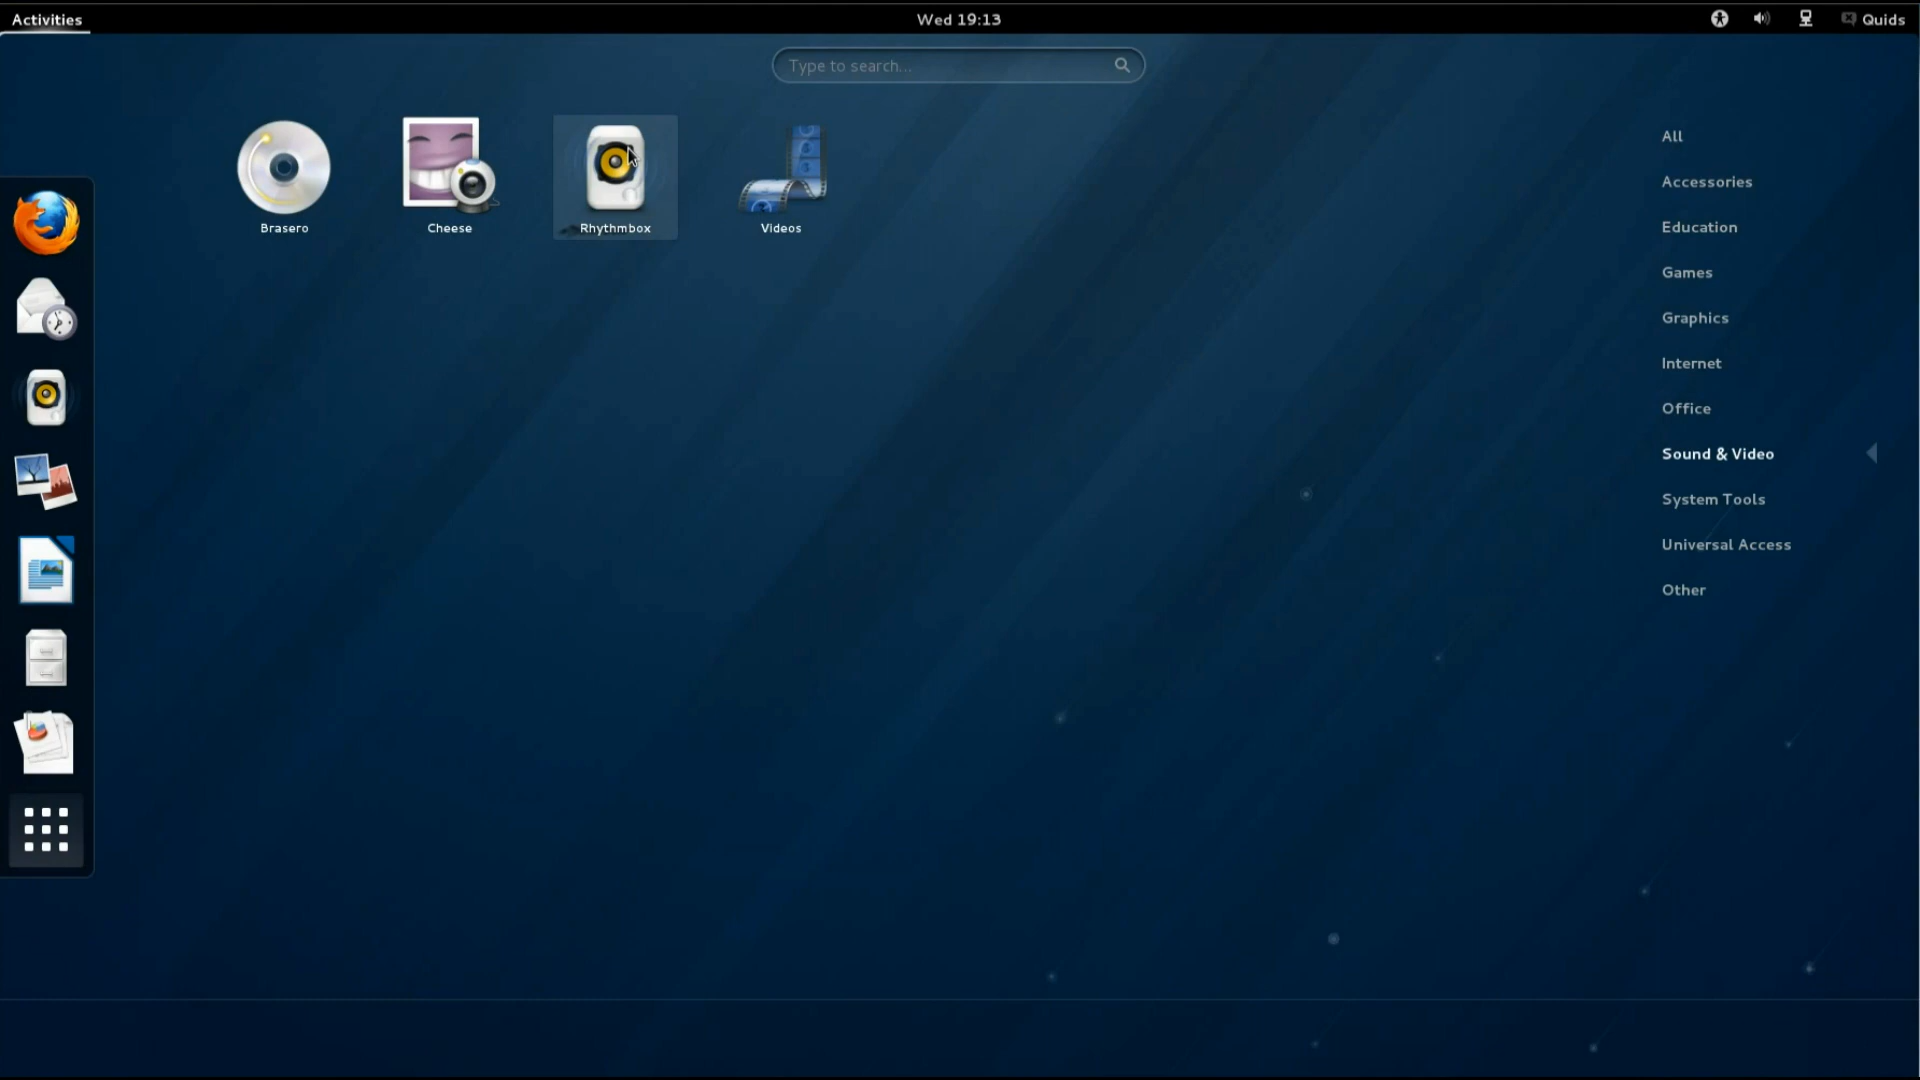 Activities
Wed 19:13
Quids
Type to search...
Brasero
Cheese
Rhythmbox
Videos
All
Accessories
Education
Games
Graphics
Internet
Office
Sound & Video
System Tools
Universal Access
Other